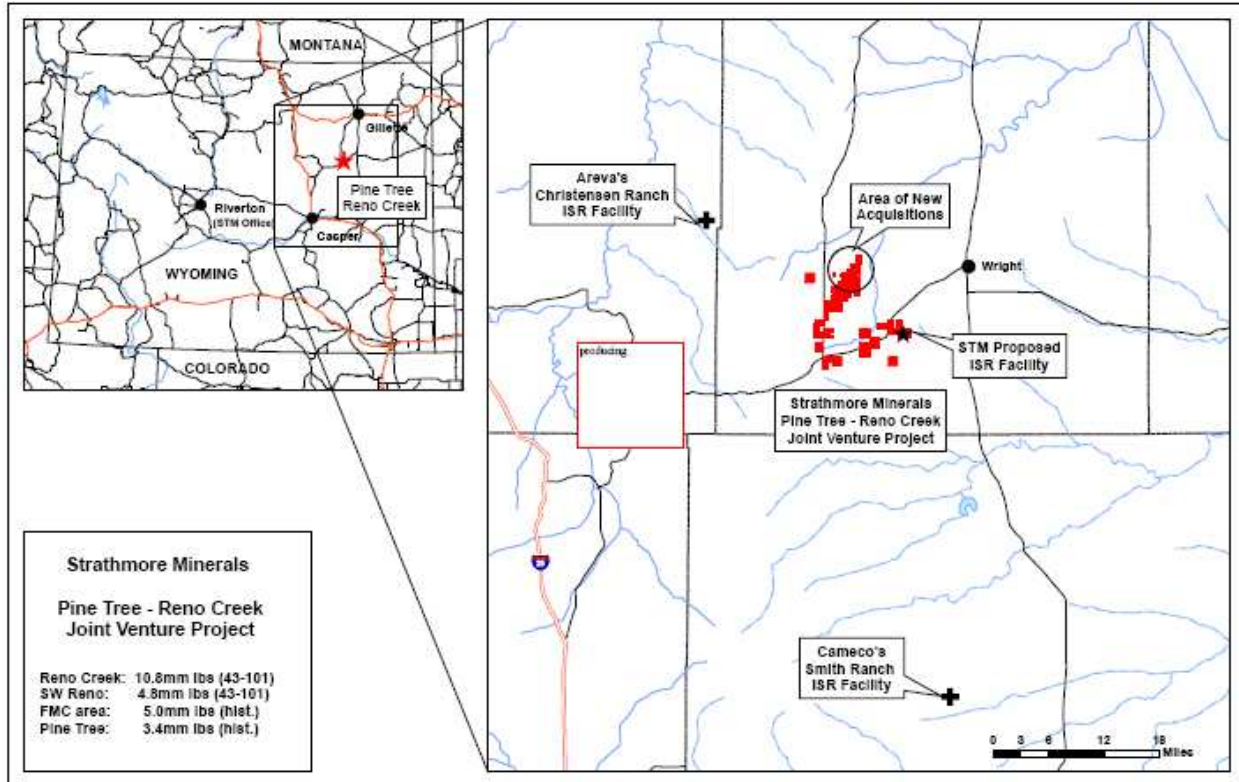 MONTANA
Gillette
Pine Tree
Reno Creek
Riverton
(STM Office)
Casper
WYOMING
COLORADO
Areva's
Christensen Ranch
ISR Facility
Area of New
Acquisitions
Wright
producing
STM Proposed
ISR Facility
Strathmore Minerals
Pine Tree - Reno Creek
Joint Venture Project
Cameco's
Smith Ranch
ISR Facility
0 3 6 12 18
Miles
Strathmore Minerals
Pine Tree - Reno Creek
Joint Venture Project
Reno Creek: 10.8mm lbs (43-101)
SW Reno: 4.8mm lbs (43-101)
FMC area: 5.0mm lbs (hist.)
Pine Tree: 3.4mm lbs (hist.)